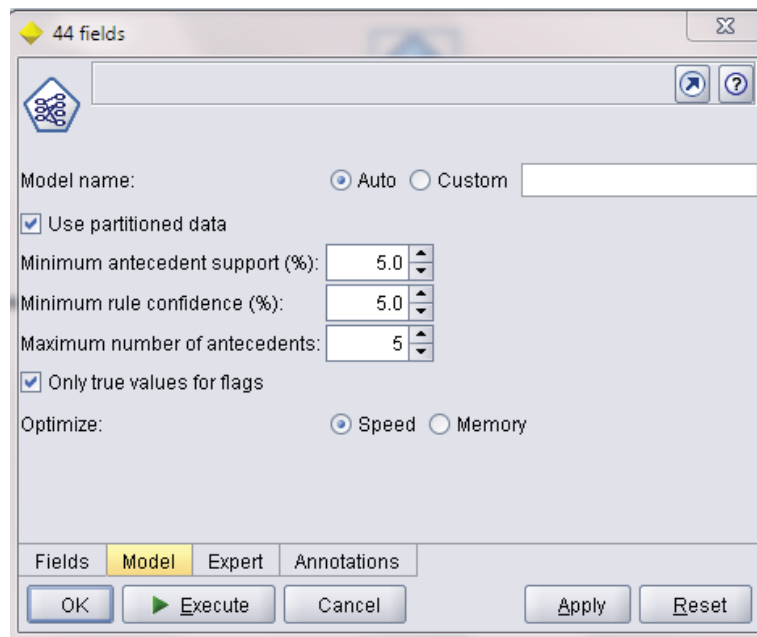 44 fields
Model name: Auto Custom
Use partitioned data
Minimum antecedent support (%): 5.0
Minimum rule confidence (%): 5.0
Maximum number of antecedents: 5
Only true values for flags
Optimize: Speed Memory
Fields Model Expert Annotations
OK Execute Cancel Apply Reset